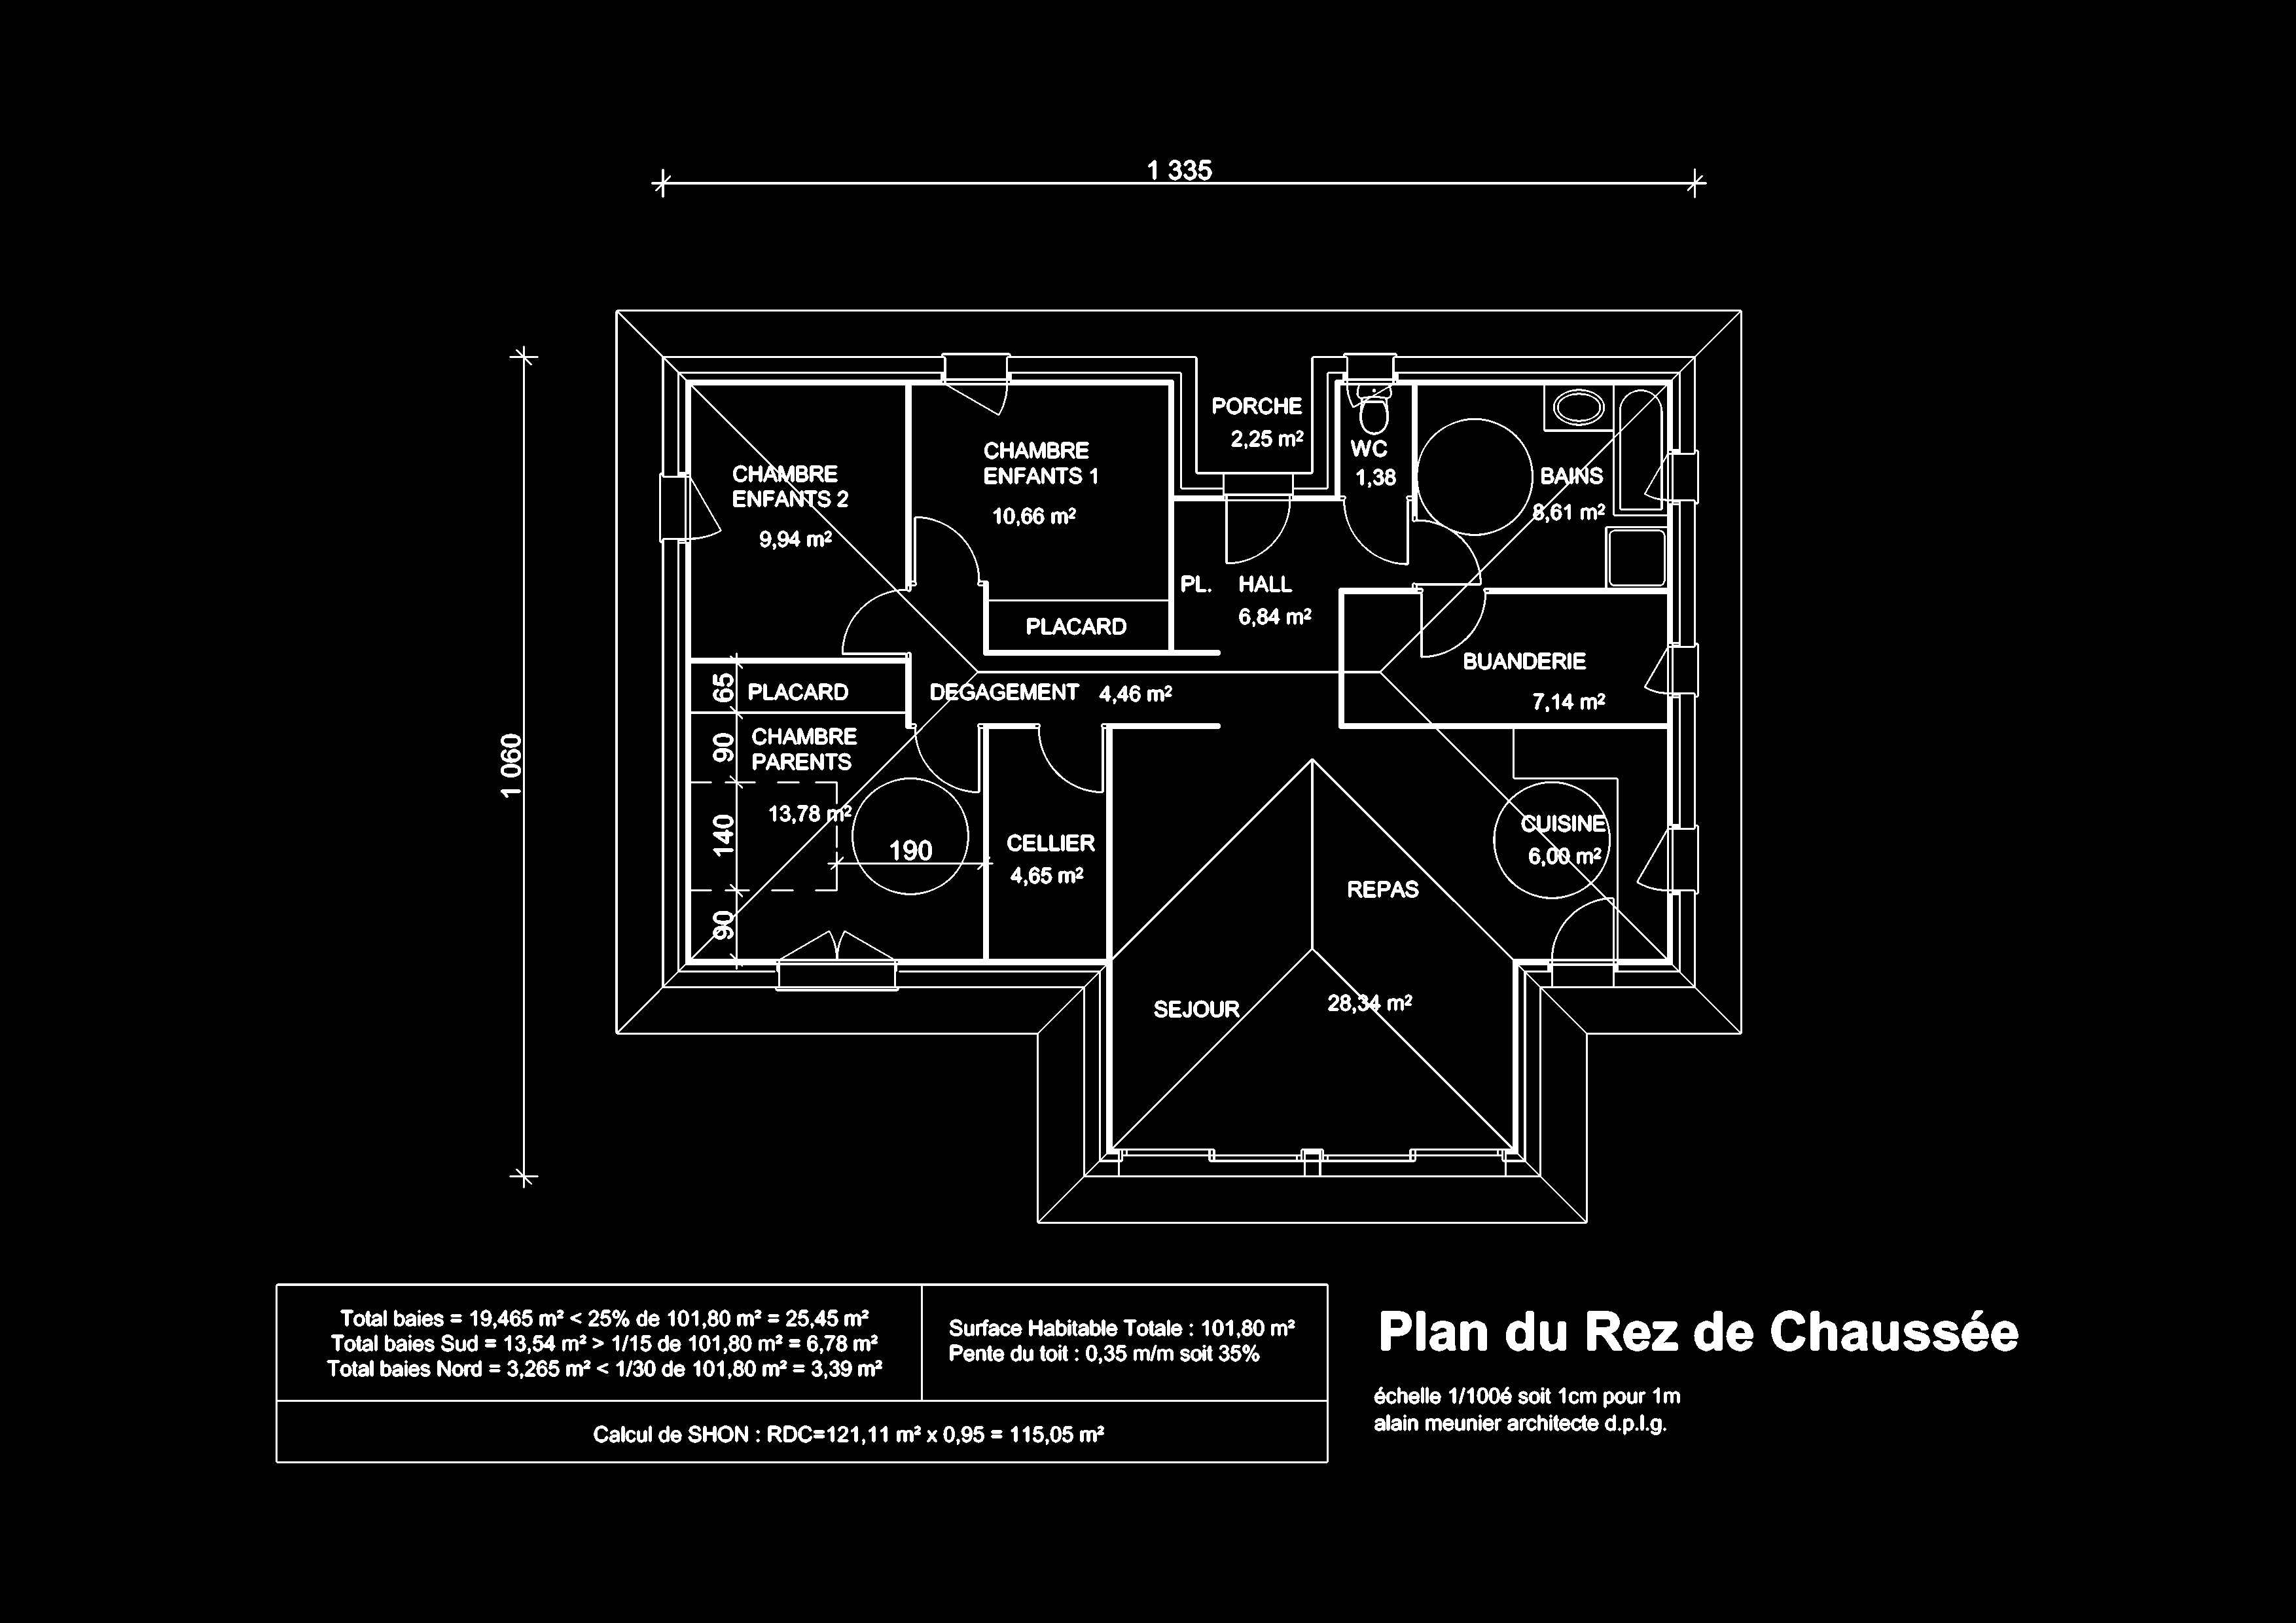 1 335
PORCHE
2,25 m²
WC
1,38
CHAMBRE
ENFANTS 1
10,66 m²
CHAMBRE
ENFANTS 2
9,94 m²
BAINS
8,61 m²
PL.
HALL
6,84 m²
PLACARD
BUANDERIE
7,14 m²
65
PLACARD
DEGAGEMENT 4,46 m²
1 060
90
CHAMBRE
PARENTS
13,78 m²
140
190
CELLIER
4,65 m²
CUISINE
6,00 m²
REPAS
90
SEJOUR
28,34 m²
Total baies = 19,465 m² < 25% de 101,80 m² = 25,45 m²
Total baies Sud = 13,54 m² > 1/15 de 101,80 m² = 6,78 m²
Total baies Nord = 3,265 m² < 1/30 de 101,80 m² = 3,39 m²
Surface Habitable Totale : 101,80 m²
Pente du toit : 0,35 m/m soit 35%
Calcul de SHON : RDC=121,11 m² x 0,95 = 115,05 m²
Plan du Rez de Chaussée
échelle 1/100é soit 1cm pour 1m
alain meunier architecte d.p.l.g.